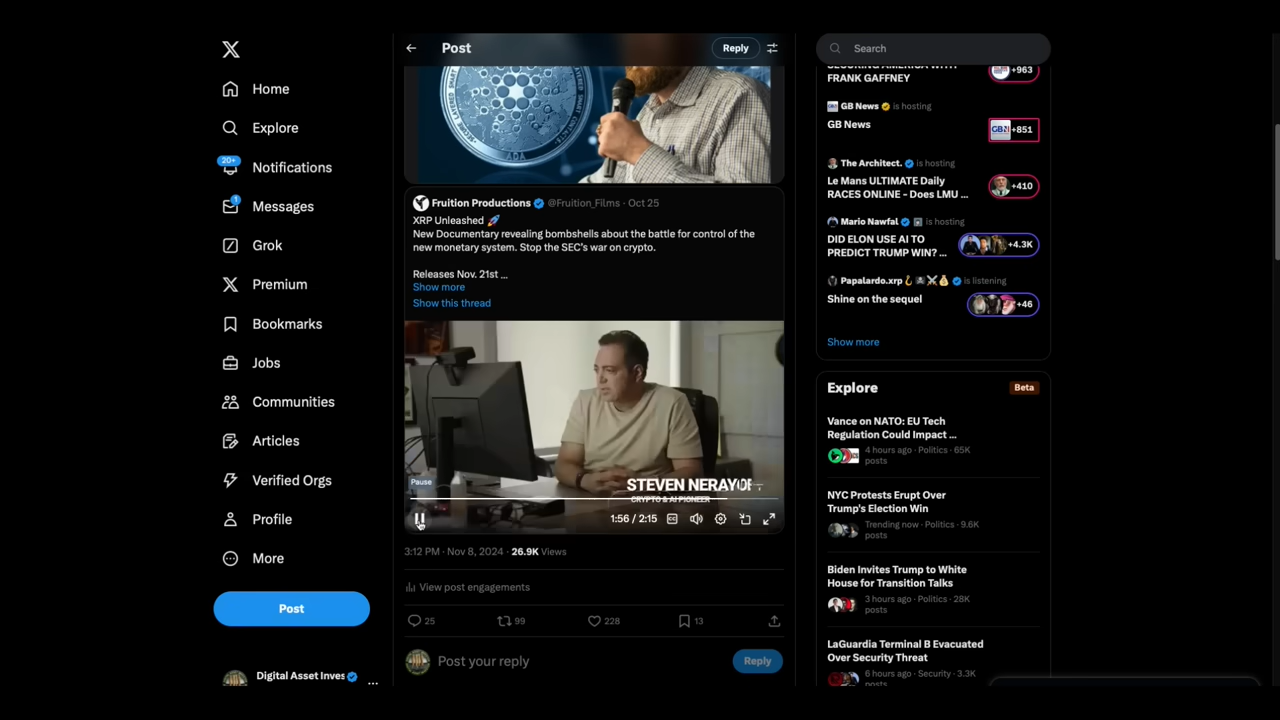 Home
Explore
20+
Notifications
1
Messages
Grok
Premium
Bookmarks
Jobs
Communities
Articles
Verified Orgs
Profile
More
Post
Digital Asset Inves
...
Post
Reply
ADA
Fruition Productions @Fruition_Films · Oct 25
XRP Unleashed 🚀
New Documentary revealing bombshells about the battle for control of the
new monetary system. Stop the SEC's war on crypto.
Releases Nov. 21st ...
Show more
Show this thread
Pause
STEVEN NERAYOF
CRYPTO & AI PIONEER
1:56 / 2:15
3:12 PM · Nov 8, 2024 · 26.9K Views
View post engagements
25
99
228
13
Post your reply
Reply
Search
SECURING AMERICA WITH
FRANK GAFFNEY
+963
GB News is hosting
GB News
GBN
+851
The Architect. is hosting
Le Mans ULTIMATE Daily
RACES ONLINE - Does LMU ...
+410
Mario Nawfal is hosting
DID ELON USE AI TO
PREDICT TRUMP WIN? ...
+4.3K
Papalardo.xrp is listening
Shine on the sequel
+46
Show more
Explore
Beta
Vance on NATO: EU Tech
Regulation Could Impact ...
4 hours ago · Politics · 65K
posts
NYC Protests Erupt Over
Trump's Election Win
Trending now · Politics · 9.6K
posts
Biden Invites Trump to White
House for Transition Talks
3 hours ago · Politics · 28K
posts
LaGuardia Terminal B Evacuated
Over Security Threat
6 hours ago · Security · 3.3K
posts